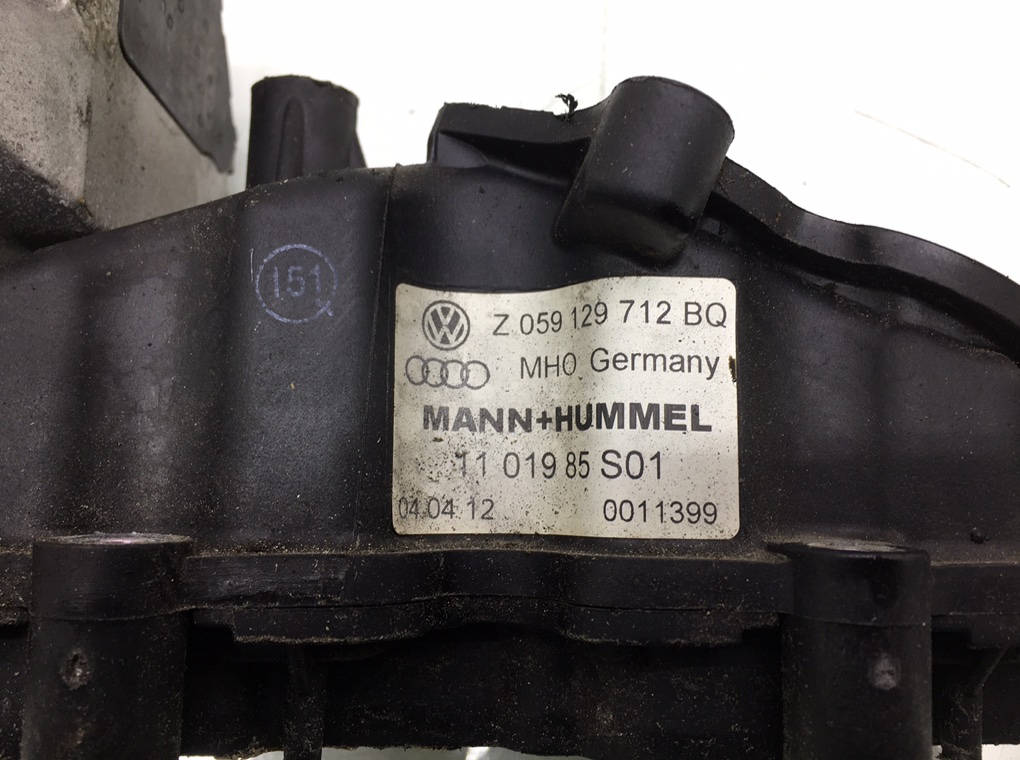 151
Z 059 129 712 BQ
MHO Germany
MANN+HUMMEL
11 019 85 S01
04.04 12
0011399